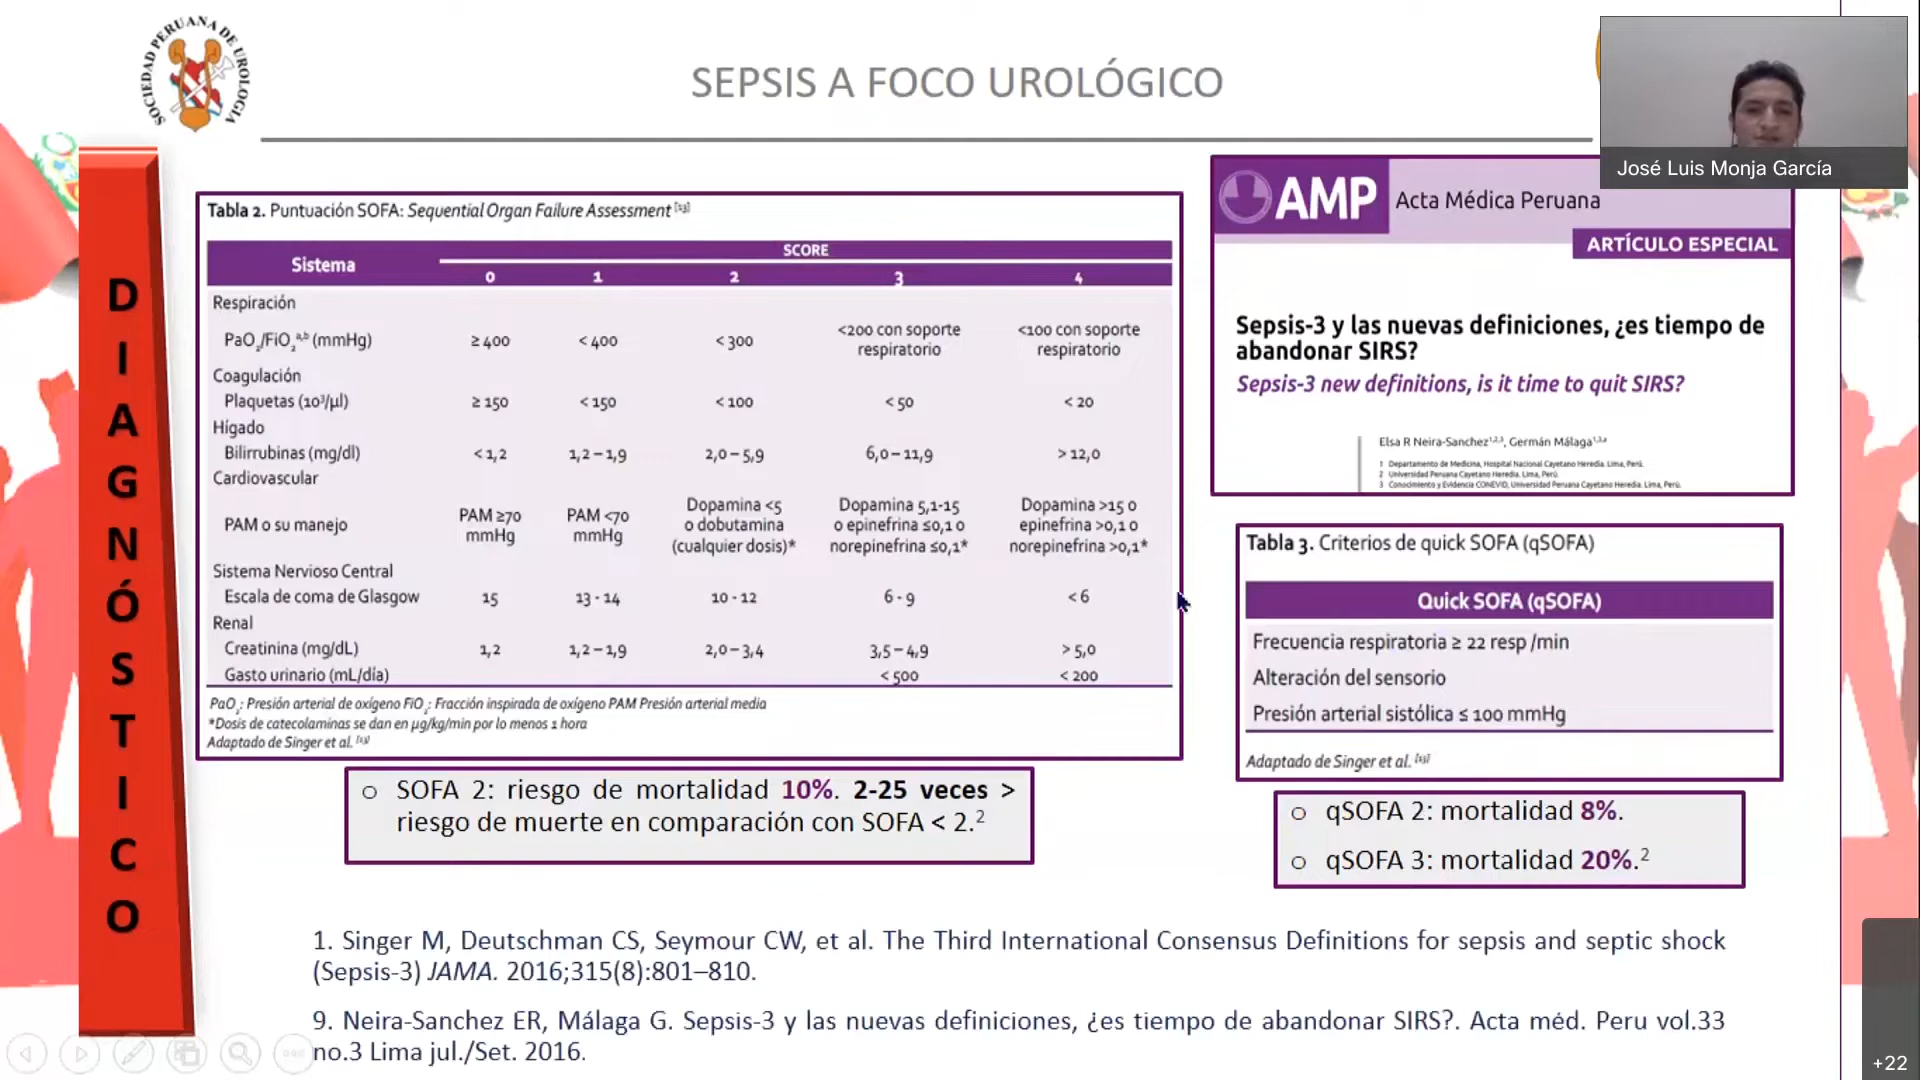 SOCIEDAD PERUANA DE UROLOGIA
SEPSIS A FOCO UROLÓGICO
José Luis Monja García
DIAGNÓSTICO
Tabla 2. Puntuación SOFA: Sequential Organ Failure Assessment [13]
Sistema SCORE
0 1 2 3 4
Respiración
PaO2/FiO2 a,b (mmHg) ≥ 400 < 400 < 300 <200 con soporte respiratorio <100 con soporte respiratorio
Coagulación
Plaquetas (10³/µl) ≥ 150 < 150 < 100 < 50 < 20
Hígado
Bilirrubinas (mg/dl) < 1,2 1,2 – 1,9 2,0 – 5,9 6,0 – 11,9 > 12,0
Cardiovascular
PAM o su manejo PAM ≥70 mmHg PAM <70 mmHg Dopamina <5 o dobutamina (cualquier dosis)* Dopamina 5,1-15 o epinefrina ≤0,1 o norepinefrina ≤0,1* Dopamina >15 o epinefrina >0,1 o norepinefrina >0,1*
Sistema Nervioso Central
Escala de coma de Glasgow 15 13 - 14 10 - 12 6 - 9 < 6
Renal
Creatinina (mg/dL) 1,2 1,2 – 1,9 2,0 – 3,4 3,5 – 4,9 > 5,0
Gasto urinario (mL/día) < 500 < 200
PaO2: Presión arterial de oxígeno FiO2: Fracción inspirada de oxígeno PAM Presión arterial media
*Dosis de catecolaminas se dan en µg/kg/min por lo menos 1 hora
Adaptado de Singer et al. [13]
o SOFA 2: riesgo de mortalidad 10%. 2-25 veces >
riesgo de muerte en comparación con SOFA < 2.²
AMP Acta Médica Peruana
ARTÍCULO ESPECIAL
Sepsis-3 y las nuevas definiciones, ¿es tiempo de
abandonar SIRS?
Sepsis-3 new definitions, is it time to quit SIRS?
Elsa R Neira-Sanchez1,2,3, Germán Málaga1,3,a
1 Departamento de Medicina, Hospital Nacional Cayetano Heredia. Lima, Perú.
2 Universidad Peruana Cayetano Heredia. Lima, Perú.
3 Conocimiento y Evidencia CONEVID, Universidad Peruana Cayetano Heredia. Lima, Perú.
Tabla 3. Criterios de quick SOFA (qSOFA)
Quick SOFA (qSOFA)
Frecuencia respiratoria ≥ 22 resp /min
Alteración del sensorio
Presión arterial sistólica ≤ 100 mmHg
Adaptado de Singer et al. [13]
o qSOFA 2: mortalidad 8%.
o qSOFA 3: mortalidad 20%.²
1. Singer M, Deutschman CS, Seymour CW, et al. The Third International Consensus Definitions for sepsis and septic shock
(Sepsis-3) JAMA. 2016;315(8):801–810.
9. Neira-Sanchez ER, Málaga G. Sepsis-3 y las nuevas definiciones, ¿es tiempo de abandonar SIRS?. Acta méd. Peru vol.33
no.3 Lima jul./Set. 2016.
+22